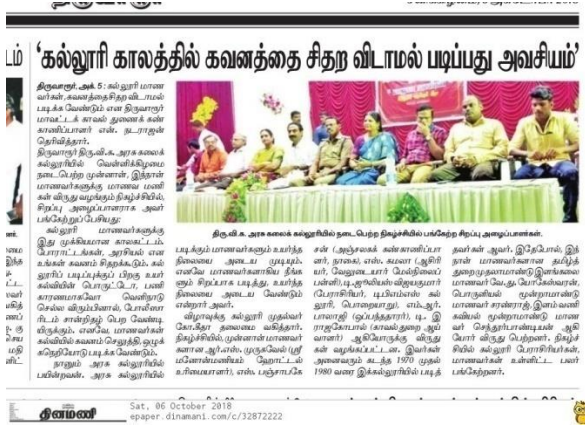 ‘கல்லூரி காலத்தில் கவனத்தை சிதற விடாமல் படிப்பது அவசியம்’
திருவாரூர், அக். 5: கல்லூரி மாண
வர்கள், கவனத்தை சிதற விடாமல்
படிக்க வேண்டும் என திருவாரூர்
மாவட்டக் காவல் துணைக் கண்
காணிப்பாளர் என். நடராஜன்
தெரிவித்தார்.
திருவாரூர் திரு.வி.க. அரசு கலைக்
கல்லூரியில் வெள்ளிக்கிழமை
நடைபெற்ற முன்னாள், இந்நாள்
மாணவர்களுக்கு மாணவ மணி
கள் விருது வழங்கும் நிகழ்ச்சியில்,
சிறப்பு அழைப்பாளராக அவர்
பங்கேற்றுப் பேசியது:
கல்லூரி மாணவர்களுக்கு
இது முக்கியமான காலகட்டம்.
போராட்டங்கள், அரசியல் என
உங்கள் கவனம் சிதறக்கூடும். கல்
லூரிப் படிப்புக்குப் பிறகு உயர்
கல்வியின் பொருட்டோ, பணி
காரணமாகவோ வெளிநாடு
செல்ல விரும்பினால், போலீஸா
ரிடம் சான்றிதழ் பெற வேண்டி
யிருக்கும். எனவே, மாணவர்கள்
கல்வியில் கவனம் செலுத்தி, ஒழுக்
கநெறியோடு படிக்க வேண்டும்.
நானும் அரசு கல்லூரியில்
பயின்றவன். அரசு கல்லூரியில்
திரு.வி.க. அரசு கலைக் கல்லூரியில் நடைபெற்ற நிகழ்ச்சியில் பங்கேற்ற சிறப்பு அழைப்பாளர்கள்.
படிக்கும் மாணவர்களும் உயர்ந்த
நிலையை அடைய முடியும்.
எனவே மாணவர்களாகிய நீங்க
ளும் சிறப்பாக படித்து, உயர்ந்த
நிலையை அடைய வேண்டும்
என்றார் அவர்.
விழாவுக்கு கல்லூரி முதல்வர்
கோ.கீதா தலைமை வகித்தார்.
நிகழ்ச்சியில், முன்னாள் மாணவர்
களான ஆர்.எஸ். முருகவேல் (ஸ்ரீ
மனோன்மணியம் ஹோட்டல்
உரிமையாளர்), எஸ். பஞ்சாபகே
சன் (அஞ்சலகக் கண்காணிப்பா
ளர், நாகை), எஸ். கமலா (ஆசிரி
யர், வேலுடையார் மேல்நிலைப்
பள்ளி), டி. ஜூலியஸ் விஜயகுமார்
(பேராசிரியர், டிபிஎம்எஸ் கல்
லூரி, பொறையாறு), எம்.ஆர்.
பாலாஜி (ஒப்பந்ததாரர்), டி. இ
ராஜகோபால் (காவல் துறை ஆய்
வாளர்) ஆகியோருக்கு விருது
கள் வழங்கப்பட்டன. இவர்கள்
அனைவரும் கடந்த 1970 முதல்
1980 வரை இக்கல்லூரியில் படித்
தவர்கள் ஆவர். இதேபோல், இந்
நாள் மாணவர்களான தமிழ்த்
துறை முதலாமாண்டு இளங்கலை
மாணவர் வே.து. யோகேஸ்வரன்,
பொருளியல் மூன்றாமாண்டு
மாணவர் சரண்ராஜ், இளம் வணி
கவியல் மூன்றாமாண்டு மாண
வர் செந்தூர்பாண்டியன் ஆகி
யோர் விருது பெற்றனர். நிகழ்ச்
சியில் கல்லூரி பேராசிரியர்கள்,
மாணவர்கள் உள்ளிட்ட பலர்
பங்கேற்றனர்.
தினமணி
Sat, 06 October 2018
epaper.dinamani.com/c/32872222